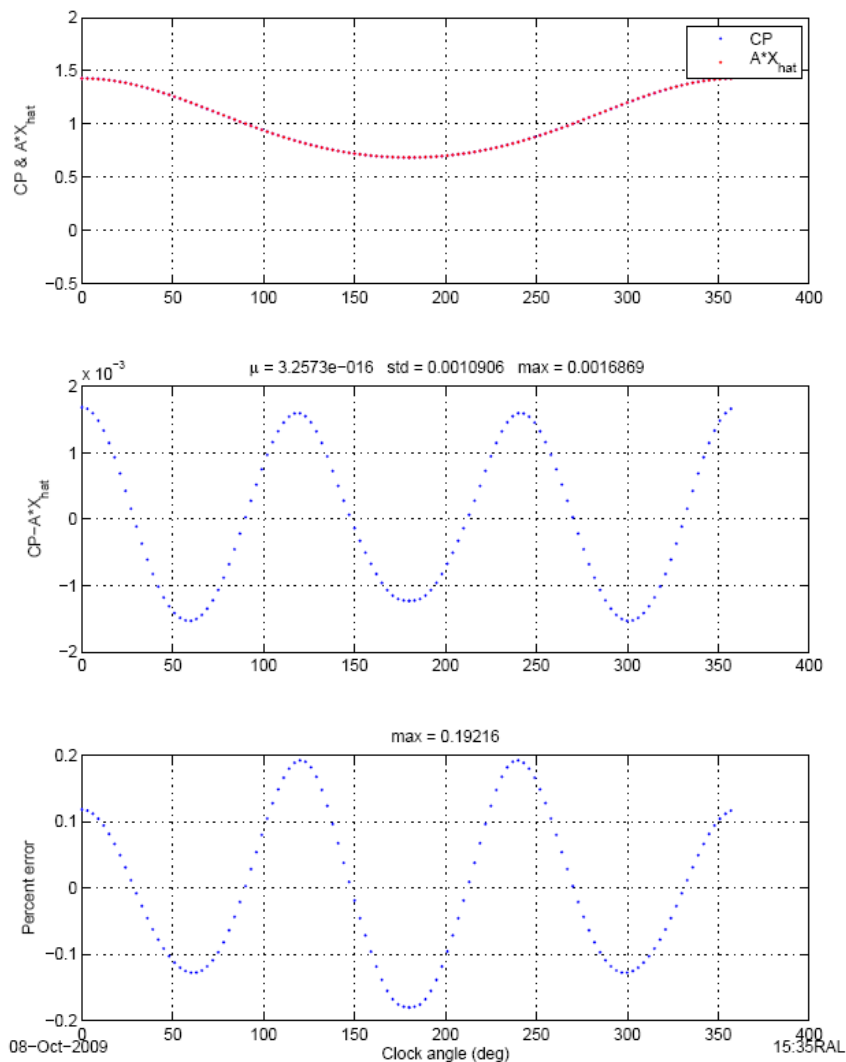 2
1.5
1
0.5
0
−0.5
CP & A*X_hat
CP
A*X_hat
0 50 100 150 200 250 300 350 400
x 10^−3
μ = 3.2573e−016 std = 0.0010906 max = 0.0016869
2
1
0
−1
−2
CP−A*X_hat
0 50 100 150 200 250 300 350 400
max = 0.19216
0.2
0.1
0
−0.1
−0.2
Percent error
0 50 100 150 200 250 300 350 400
08−Oct−2009
Clock angle (deg)
15:35RAL